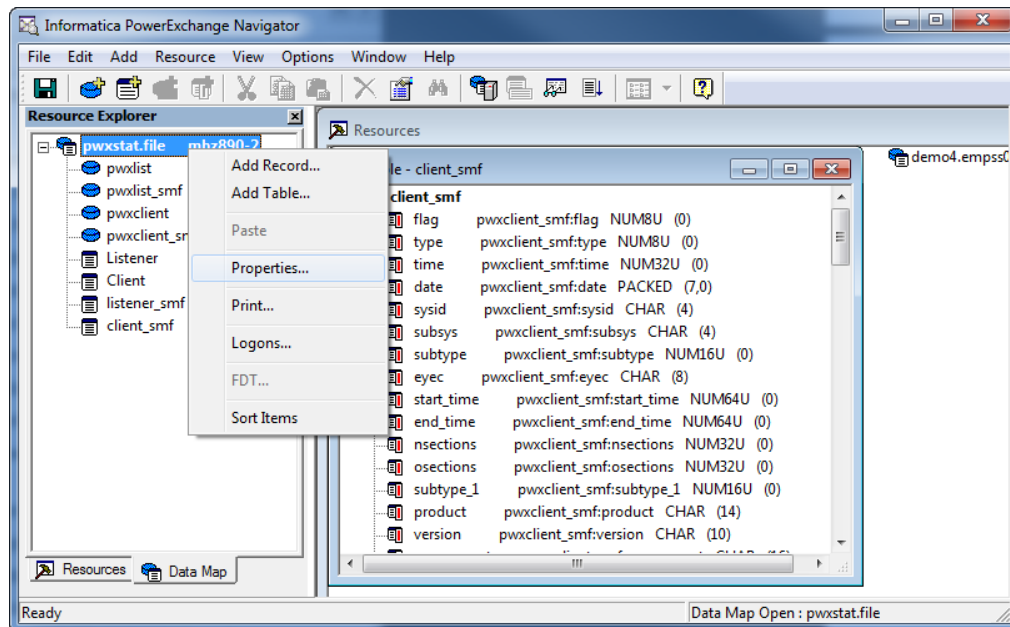 Informatica PowerExchange Navigator
File Edit Add Resource View Options Window Help
Resource Explorer
pwxstat.file mhz890-2
pwxlist
pwxlist_smf
pwxclient
pwxclient_sm
Listener
Client
listener_smf
client_smf
Resources
Data Map
Add Record...
Add Table...
Paste
Properties...
Print...
Logons...
FDT...
Sort Items
Resources
le - client_smf
client_smf
flag pwxclient_smf:flag NUM8U (0)
type pwxclient_smf:type NUM8U (0)
time pwxclient_smf:time NUM32U (0)
date pwxclient_smf:date PACKED (7,0)
sysid pwxclient_smf:sysid CHAR (4)
subsys pwxclient_smf:subsys CHAR (4)
subtype pwxclient_smf:subtype NUM16U (0)
eyec pwxclient_smf:eyec CHAR (8)
start_time pwxclient_smf:start_time NUM64U (0)
end_time pwxclient_smf:end_time NUM64U (0)
nsections pwxclient_smf:nsections NUM32U (0)
osections pwxclient_smf:osections NUM32U (0)
subtype_1 pwxclient_smf:subtype_1 NUM16U (0)
product pwxclient_smf:product CHAR (14)
version pwxclient_smf:version CHAR (10)
demo4.empss0
Ready
Data Map Open : pwxstat.file